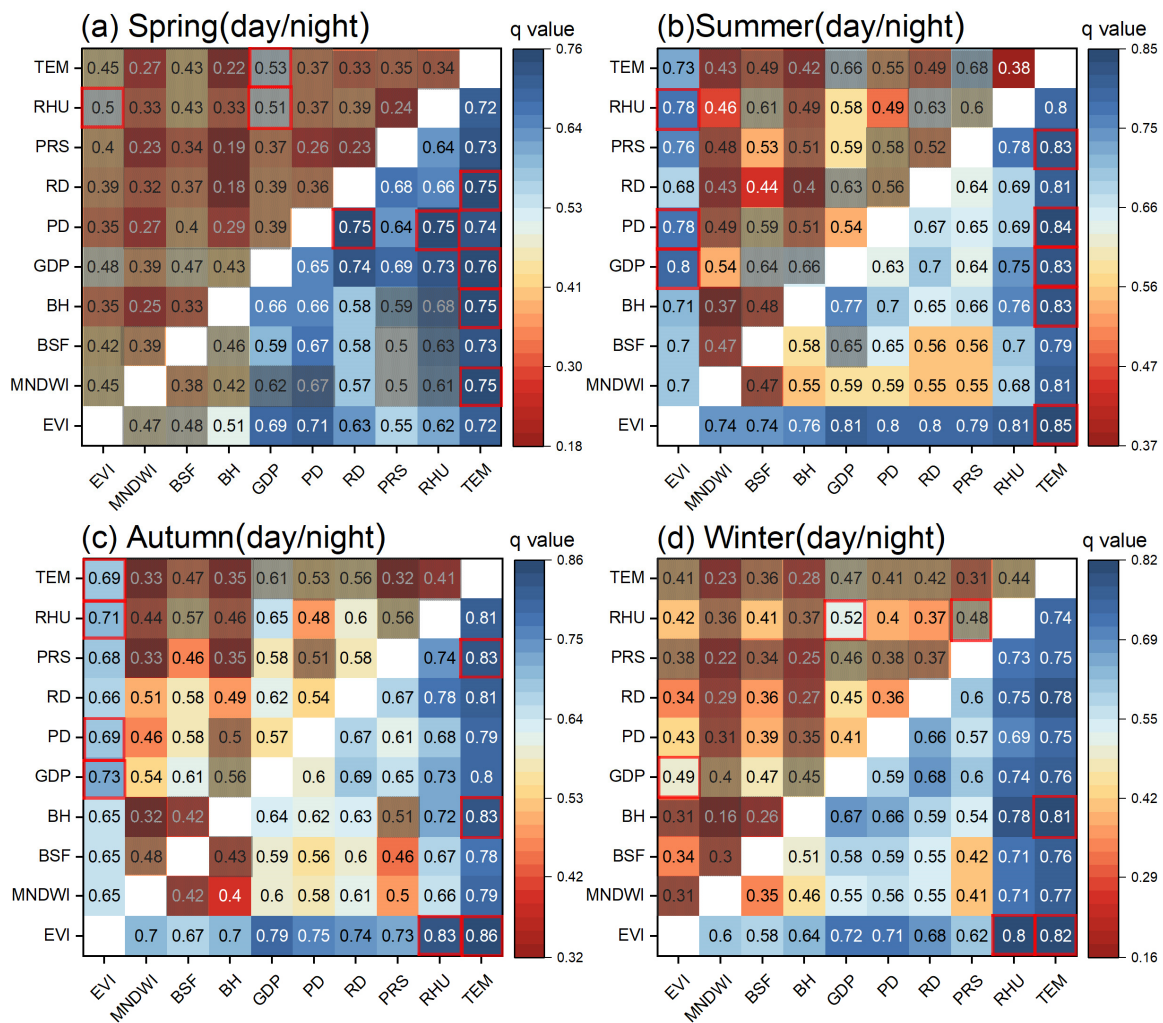 (a) Spring(day/night)
q value
TEM 0.45 0.27 0.43 0.22 0.53 0.37 0.33 0.35 0.34
RHU 0.5 0.33 0.43 0.33 0.51 0.37 0.39 0.24 0.72
PRS 0.4 0.23 0.34 0.19 0.37 0.26 0.23 0.64 0.73
RD 0.39 0.32 0.37 0.18 0.39 0.36 0.68 0.66 0.75
PD 0.35 0.27 0.4 0.29 0.39 0.75 0.64 0.75 0.74
GDP 0.48 0.39 0.47 0.43 0.65 0.74 0.69 0.73 0.76
BH 0.35 0.25 0.33 0.66 0.66 0.58 0.59 0.68 0.75
BSF 0.42 0.39 0.46 0.59 0.67 0.58 0.5 0.63 0.73
MNDWI 0.45 0.38 0.42 0.62 0.67 0.57 0.5 0.61 0.75
EVI 0.47 0.48 0.51 0.69 0.71 0.63 0.55 0.62 0.72
EVI MNDWI BSF BH GDP PD RD PRS RHU TEM
0.76
0.64
0.53
0.41
0.30
0.18
(b)Summer(day/night)
q value
TEM 0.73 0.43 0.49 0.42 0.66 0.55 0.49 0.68 0.38
RHU 0.78 0.46 0.61 0.49 0.58 0.49 0.63 0.6 0.8
PRS 0.76 0.48 0.53 0.51 0.59 0.58 0.52 0.78 0.83
RD 0.68 0.43 0.44 0.4 0.63 0.56 0.64 0.69 0.81
PD 0.78 0.49 0.59 0.51 0.54 0.67 0.65 0.69 0.84
GDP 0.8 0.54 0.64 0.66 0.63 0.7 0.64 0.75 0.83
BH 0.71 0.37 0.48 0.77 0.7 0.65 0.66 0.76 0.83
BSF 0.7 0.47 0.58 0.65 0.65 0.56 0.56 0.7 0.79
MNDWI 0.7 0.47 0.55 0.59 0.59 0.55 0.55 0.68 0.81
EVI 0.74 0.74 0.76 0.81 0.8 0.8 0.79 0.81 0.85
EVI MNDWI BSF BH GDP PD RD PRS RHU TEM
0.85
0.75
0.66
0.56
0.47
0.37
(c) Autumn(day/night)
q value
TEM 0.69 0.33 0.47 0.35 0.61 0.53 0.56 0.32 0.41
RHU 0.71 0.44 0.57 0.46 0.65 0.48 0.6 0.56 0.81
PRS 0.68 0.33 0.46 0.35 0.58 0.51 0.58 0.74 0.83
RD 0.66 0.51 0.58 0.49 0.62 0.54 0.67 0.78 0.81
PD 0.69 0.46 0.58 0.5 0.57 0.67 0.61 0.68 0.79
GDP 0.73 0.54 0.61 0.56 0.6 0.69 0.65 0.73 0.8
BH 0.65 0.32 0.42 0.64 0.62 0.63 0.51 0.72 0.83
BSF 0.65 0.48 0.43 0.59 0.56 0.6 0.46 0.67 0.78
MNDWI 0.65 0.42 0.4 0.6 0.58 0.61 0.5 0.66 0.79
EVI 0.7 0.67 0.7 0.79 0.75 0.74 0.73 0.83 0.86
EVI MNDWI BSF BH GDP PD RD PRS RHU TEM
0.86
0.75
0.64
0.53
0.42
0.32
(d) Winter(day/night)
q value
TEM 0.41 0.23 0.36 0.28 0.47 0.41 0.42 0.31 0.44
RHU 0.42 0.36 0.41 0.37 0.52 0.4 0.37 0.48 0.74
PRS 0.38 0.22 0.34 0.25 0.46 0.38 0.37 0.73 0.75
RD 0.34 0.29 0.36 0.27 0.45 0.36 0.6 0.75 0.78
PD 0.43 0.31 0.39 0.35 0.41 0.66 0.57 0.69 0.75
GDP 0.49 0.4 0.47 0.45 0.59 0.68 0.6 0.74 0.76
BH 0.31 0.16 0.26 0.67 0.66 0.59 0.54 0.78 0.81
BSF 0.34 0.3 0.51 0.58 0.59 0.55 0.42 0.71 0.76
MNDWI 0.31 0.35 0.46 0.55 0.56 0.55 0.41 0.71 0.77
EVI 0.6 0.58 0.64 0.72 0.71 0.68 0.62 0.8 0.82
EVI MNDWI BSF BH GDP PD RD PRS RHU TEM
0.82
0.69
0.55
0.42
0.29
0.16